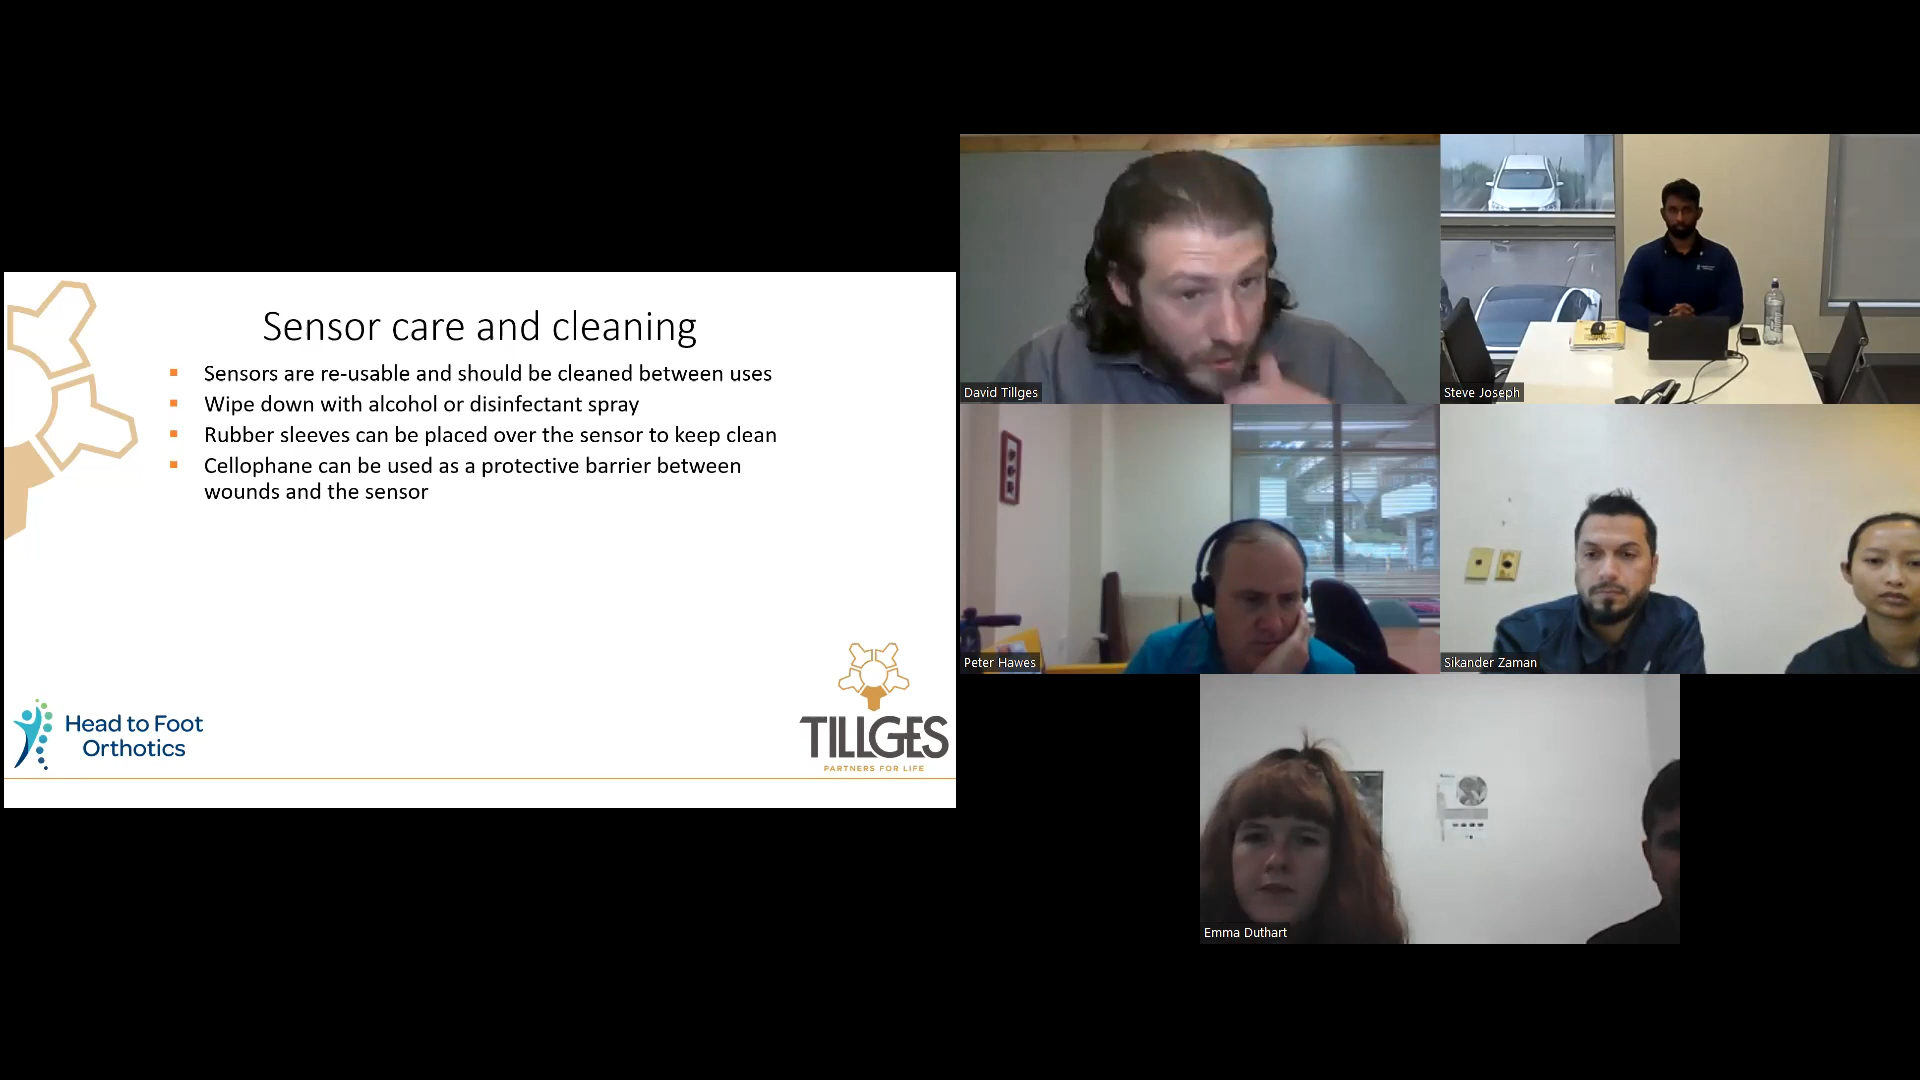 Sensor care and cleaning
Sensors are re-usable and should be cleaned between uses
Wipe down with alcohol or disinfectant spray
Rubber sleeves can be placed over the sensor to keep clean
Cellophane can be used as a protective barrier between
wounds and the sensor
Head to Foot
Orthotics
TILLGES
PARTNERS FOR LIFE
David Tillges
Steve Joseph
Peter Hawes
Sikander Zaman
Emma Duthart